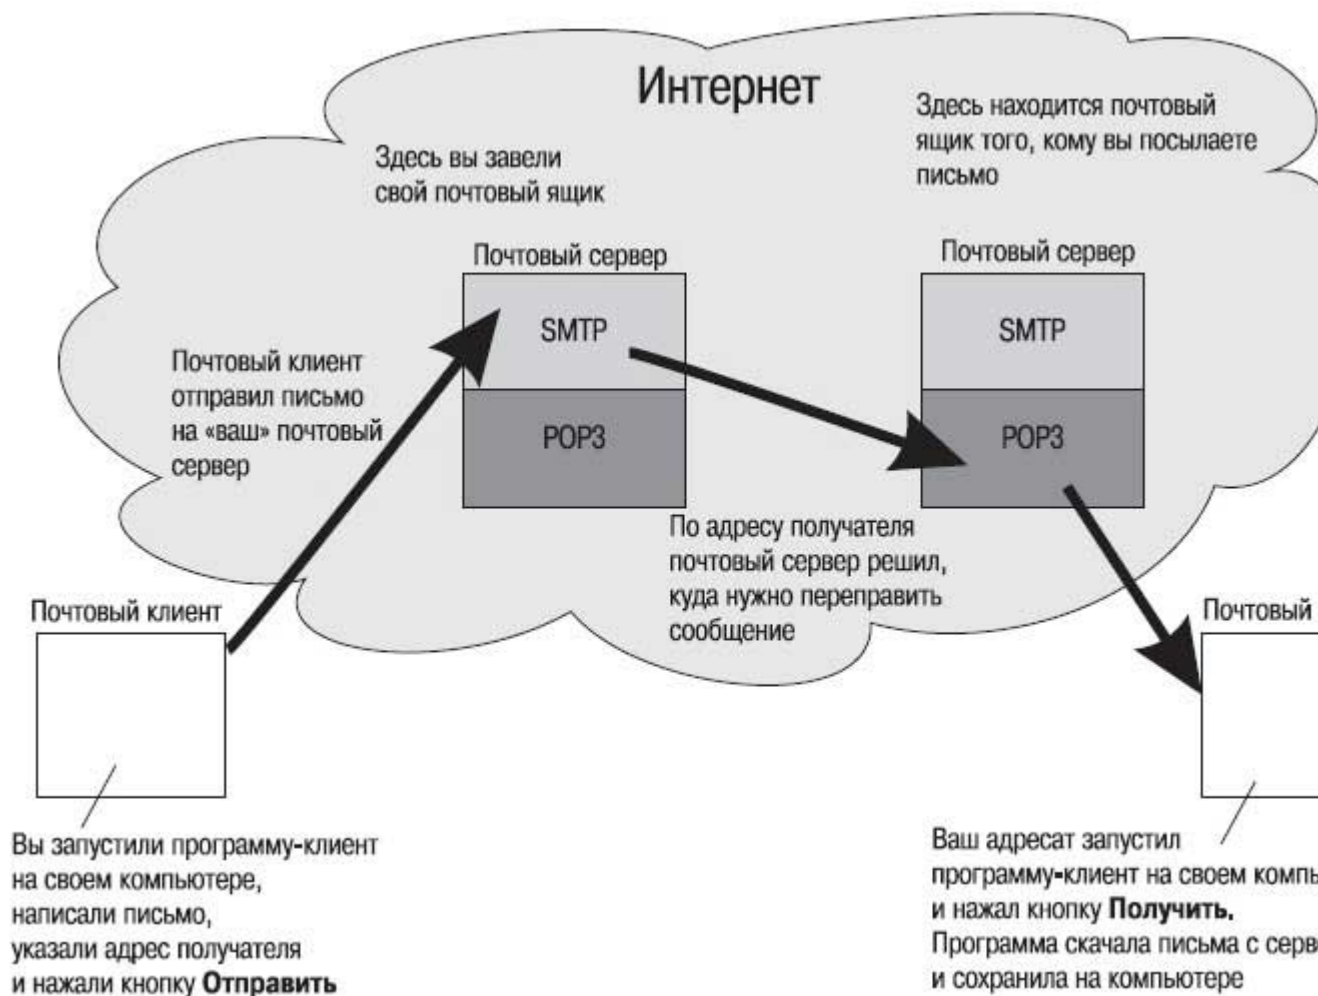 Интернет
Здесь вы завели
свой почтовый ящик
Здесь находится почтовый
ящик того, кому вы посылаете
письмо
Почтовый сервер
SMTP
POP3
Почтовый сервер
SMTP
POP3
Почтовый клиент
отправил письмо
на «ваш» почтовый
сервер
По адресу получателя
почтовый сервер решил,
куда нужно переправить
сообщение
Почтовый клиент
Почтовый
Вы запустили программу-клиент
на своем компьютере,
написали письмо,
указали адрес получателя
и нажали кнопку Отправить
Ваш адресат запустил
программу-клиент на своем
и нажал кнопку Получить.
Программа скачала письма с
и сохранила на компьютере